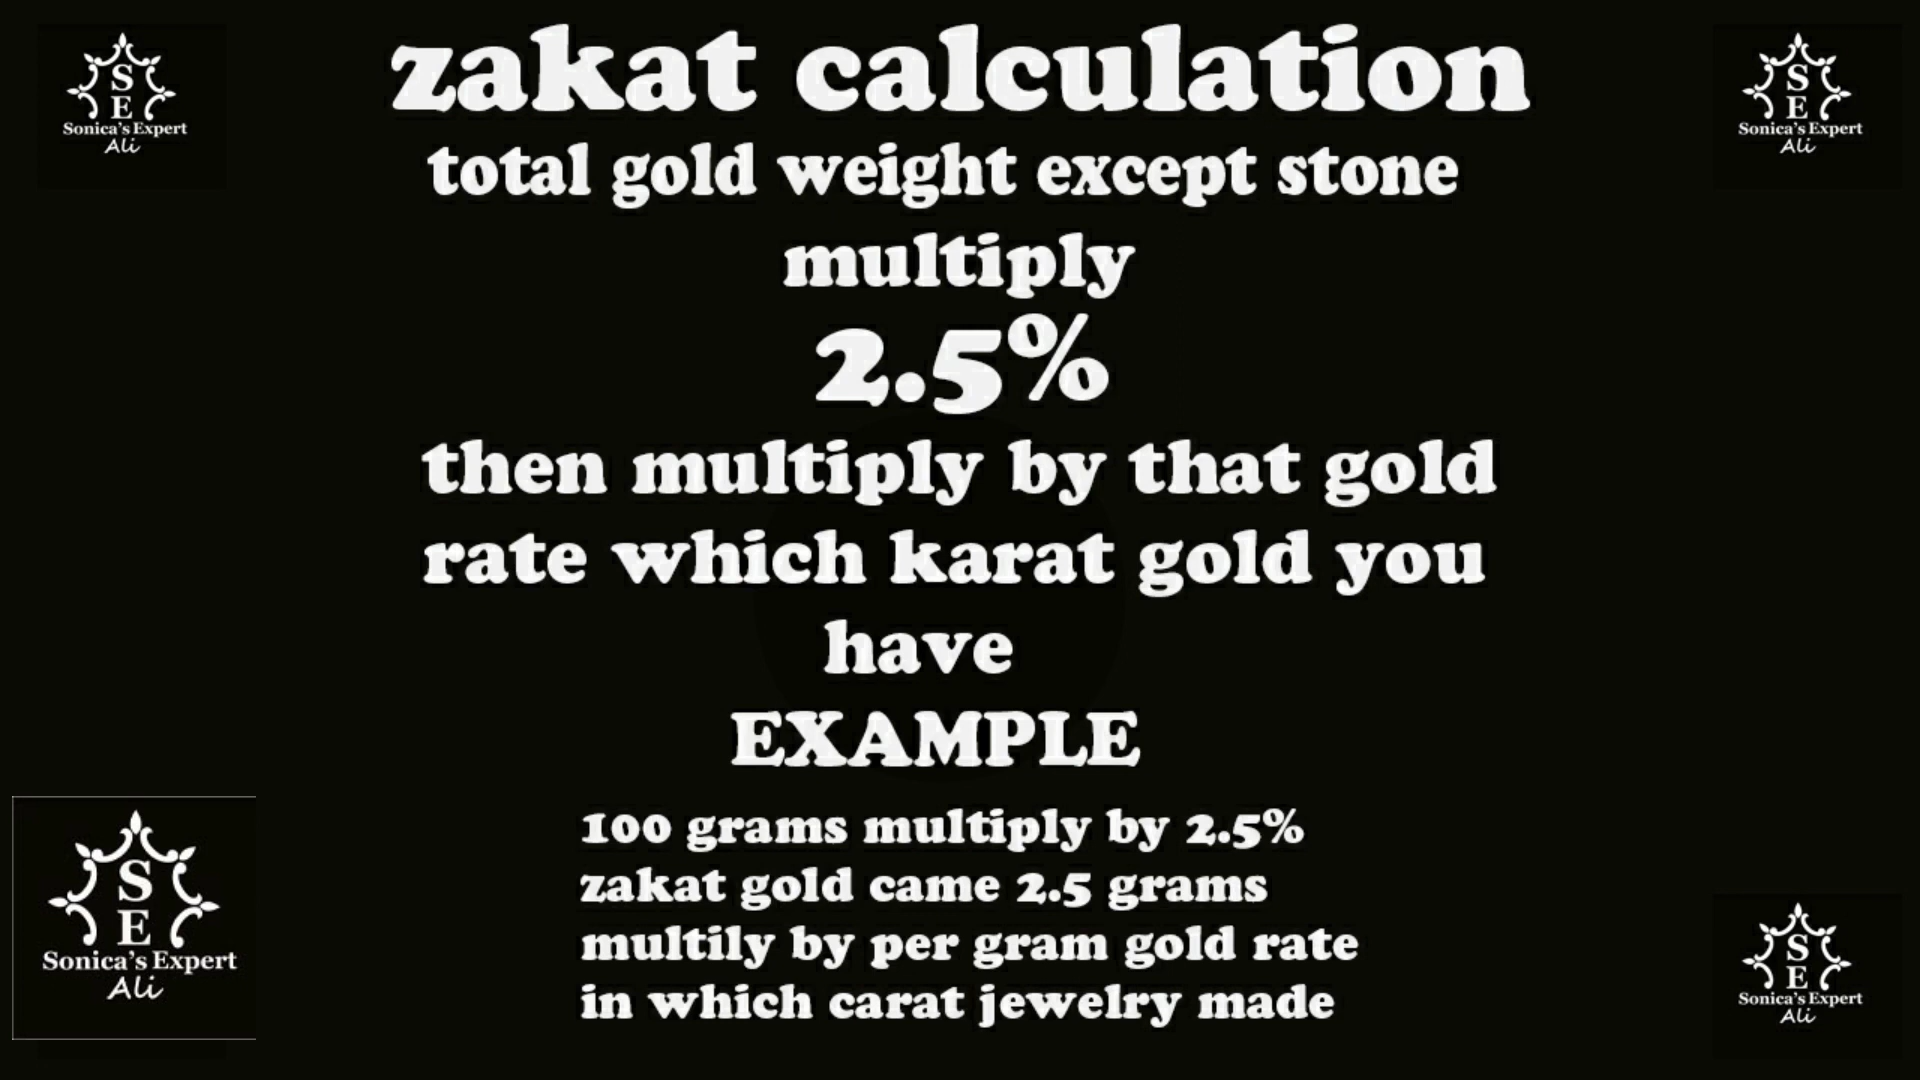 zakat calculation
total gold weight except stone
multiply
2.5%
then multiply by that gold
rate which karat gold you
have
EXAMPLE
100 grams multiply by 2.5%
zakat gold came 2.5 grams
multily by per gram gold rate
in which carat jewelry made
S
E
Sonica's Expert
Ali
S
E
Sonica's Expert
Ali
S
E
Sonica's Expert
Ali
S
E
Sonica's Expert
Ali